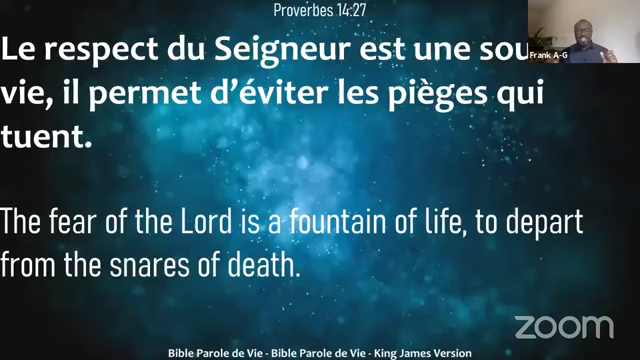 Proverbes 14:27
Le respect du Seigneur est une
vie, il permet d’éviter les pièges qui
tuent.
The fear of the Lord is a fountain of life, to depart
from the snares of death.
Frank A-G
zoom
Bible Parole de Vie - Bible Parole de Vie - King James Version